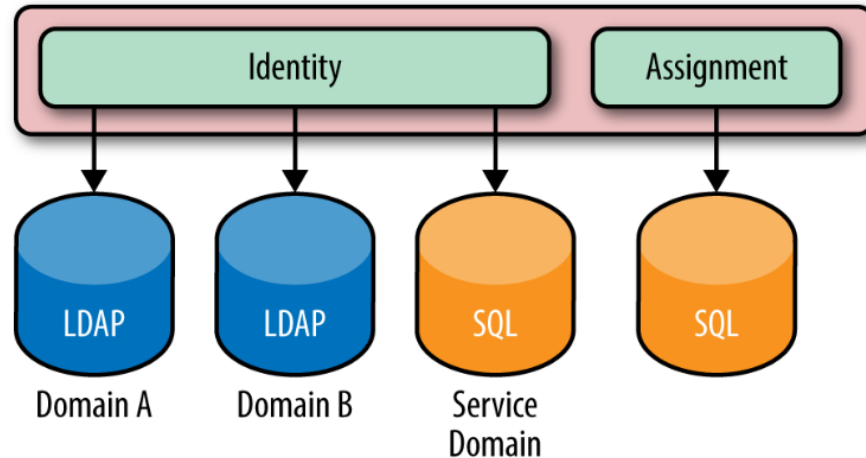 Identity
Assignment
LDAP
LDAP
SQL
SQL
Domain A
Domain B
Service
Domain